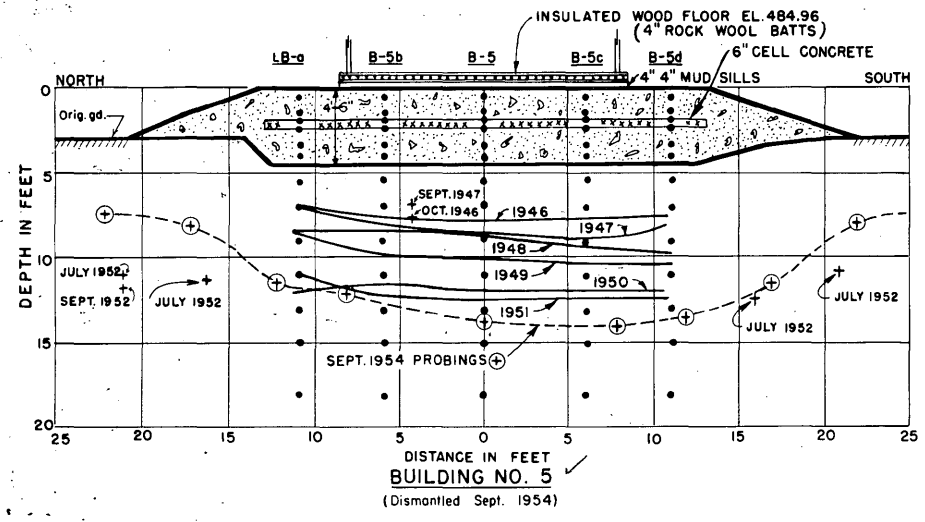 INSULATED WOOD FLOOR EL. 484.96
(4" ROCK WOOL BATTS)
6" CELL CONCRETE
LB-a B-5b B-5 B-5c B-5d
4" 4" MUD SILLS
NORTH
SOUTH
0
4'-6"
Orig. gd.
5
SEPT. 1947
OCT. 1946
1946
1947
1948
10
1949
JULY 1952
SEPT. 1952
JULY 1952
1950
1951
JULY 1952
JULY 1952
15
SEPT. 1954 PROBINGS
20
DEPTH IN FEET
25 20 15 10 5 0 5 10 15 20 25
DISTANCE IN FEET
BUILDING NO. 5
(Dismantled Sept. 1954)